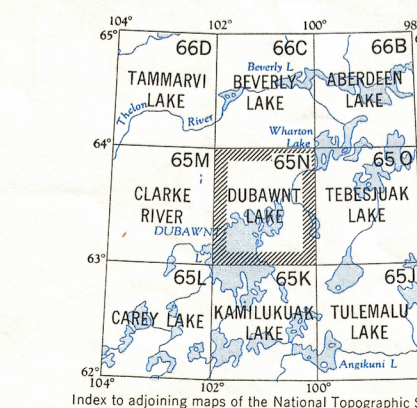 104° 102° 100° 98
65°
66D 66C 66B
Beverly L
TAMMARVI BEVERLY ABERDEEN
LAKE LAKE LAKE
Thelon River
Wharton
Lake
64°
65M 65N 65O
CLARKE DUBAWNT TEBESJUAK
RIVER LAKE LAKE
DUBAWNT
L
63°
65L 65K 65J
CAREY LAKE KAMILUKUAK TULEMALU
LAKE LAKE
Angikuni L
62°
104° 102° 100°
Index to adjoining maps of the National Topographic S